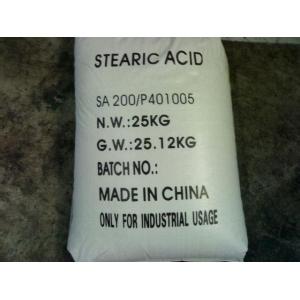 STEARIC ACID
SA 200/P401005
N.W.:25KG
G.W.:25.12KG
BATCH NO.:
MADE IN CHINA
ONLY FOR INDUSTRIAL USAGE